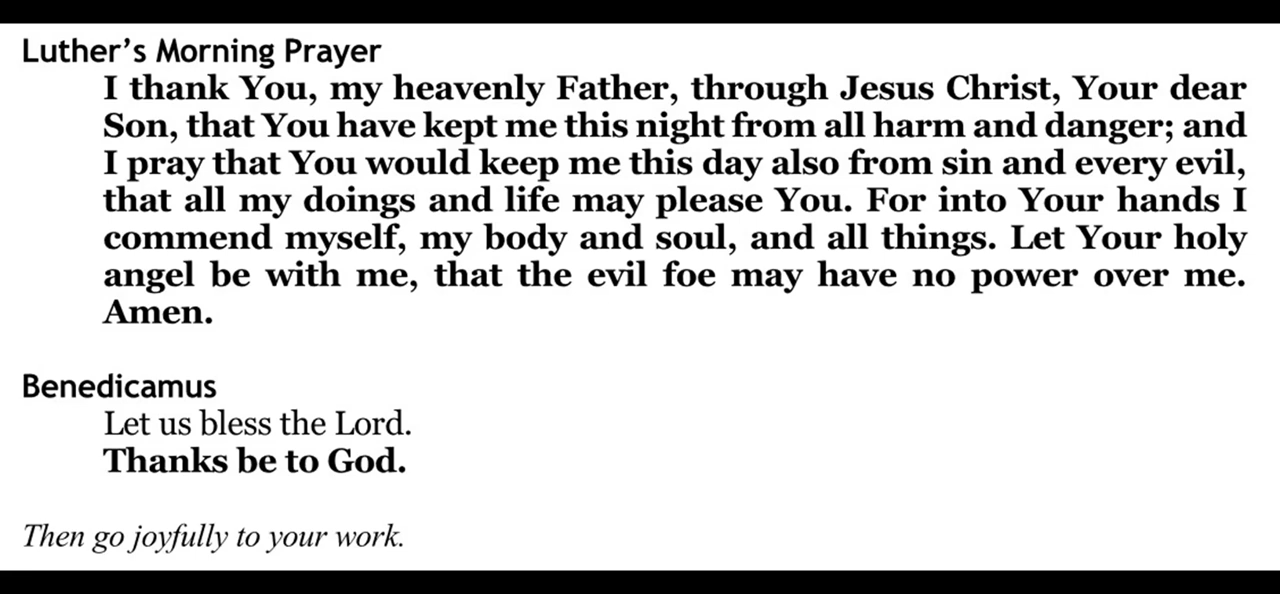 Luther’s Morning Prayer
I thank You, my heavenly Father, through Jesus Christ, Your dear
Son, that You have kept me this night from all harm and danger; and
I pray that You would keep me this day also from sin and every evil,
that all my doings and life may please You. For into Your hands I
commend myself, my body and soul, and all things. Let Your holy
angel be with me, that the evil foe may have no power over me.
Amen.
Benedicamus
Let us bless the Lord.
Thanks be to God.
Then go joyfully to your work.